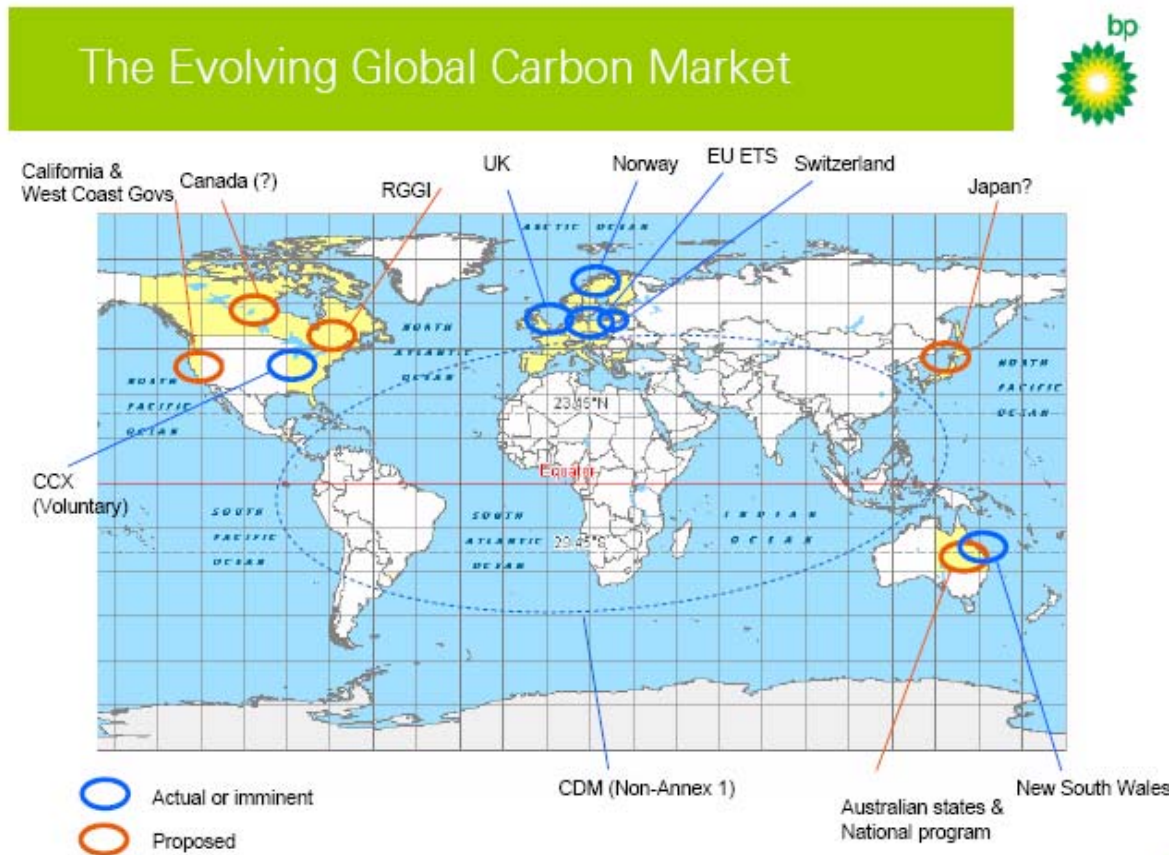 bp
The Evolving Global Carbon Market
California &
West Coast Govs
Canada (?)
RGGI
UK
Norway
EU ETS
Switzerland
Japan?
ARCTIC OCEAN
NORTH
ATLANTIC
OCEAN
NORTH
PACIFIC
OCEAN
NORTH
PACIFIC
OCEAN
23.45°N
Equator
CCX
(Voluntary)
SOUTH
PACIFIC
OCEAN
SOUTH
ATLANTIC
OCEAN
INDIAN
OCEAN
23.45°S
CDM (Non-Annex 1)
New South Wales
Australian states &
National program
Actual or imminent
Proposed